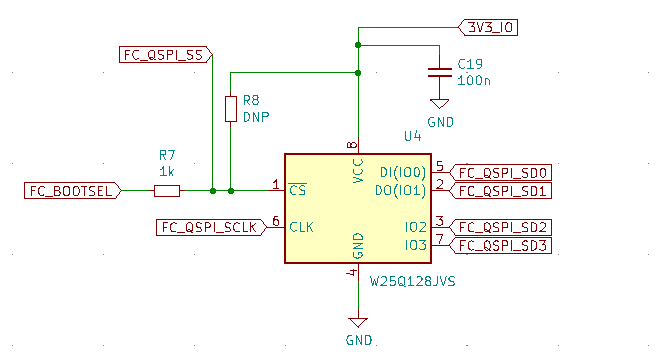 3V3_IO
FC_QSPI_SS
C19
100n
R8
DNP
GND
U4
R7
1k
8
VCC
FC_BOOTSEL
1
CS
DI(IO0)
5
FC_QSPI_SD0
DO(IO1)
2
FC_QSPI_SD1
FC_QSPI_SCLK
6
CLK
IO2
3
FC_QSPI_SD2
GND
IO3
7
FC_QSPI_SD3
4
W25Q128JVS
GND